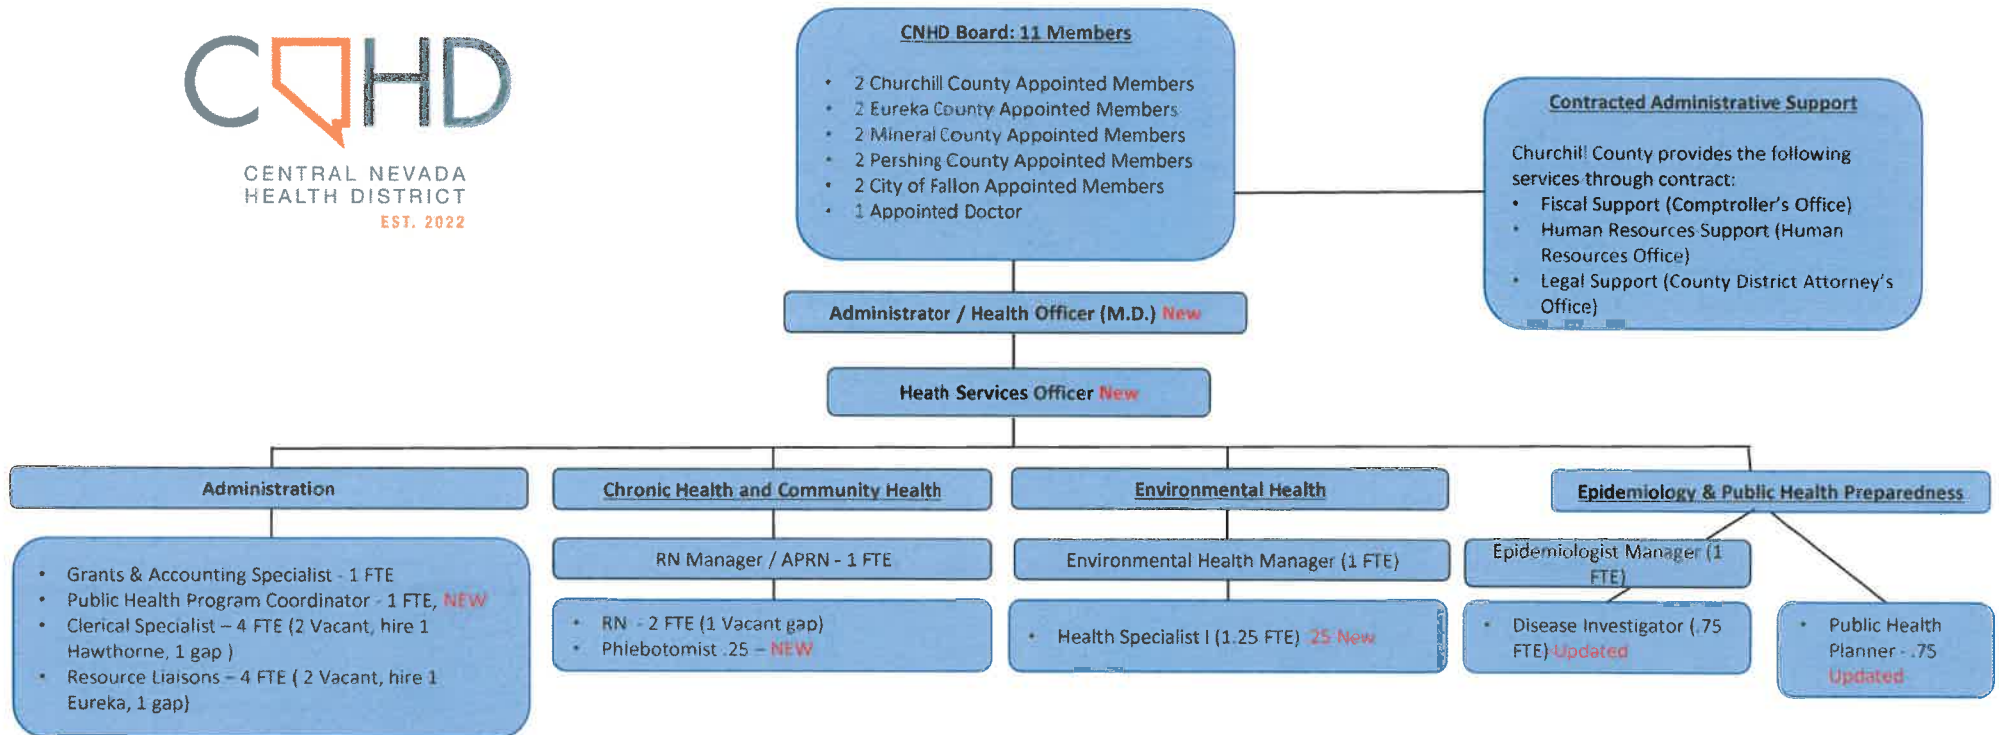 CNHD
CENTRAL NEVADA
HEALTH DISTRICT
EST. 2022
CNHD Board: 11 Members
• 2 Churchill County Appointed Members
• 2 Eureka County Appointed Members
• 2 Mineral County Appointed Members
• 2 Pershing County Appointed Members
• 2 City of Fallon Appointed Members
• 1 Appointed Doctor
Contracted Administrative Support
Churchill County provides the following
services through contract:
• Fiscal Support (Comptroller's Office)
• Human Resources Support (Human
Resources Office)
• Legal Support (County District Attorney's
Office)
Administrator / Health Officer (M.D.) New
Heath Services Officer New
Administration
• Grants & Accounting Specialist - 1 FTE
• Public Health Program Coordinator - 1 FTE, NEW
• Clerical Specialist – 4 FTE (2 Vacant, hire 1
Hawthorne, 1 gap )
• Resource Liaisons – 4 FTE ( 2 Vacant, hire 1
Eureka, 1 gap)
Chronic Health and Community Health
RN Manager / APRN - 1 FTE
• RN - 2 FTE (1 Vacant gap)
• Phlebotomist .25 – NEW
Environmental Health
Environmental Health Manager (1 FTE)
• Health Specialist I (1.25 FTE) .25 New
Epidemiology & Public Health Preparedness
Epidemiologist Manager (1
FTE)
• Disease Investigator (.75
FTE) Updated
• Public Health
Planner - .75
Updated